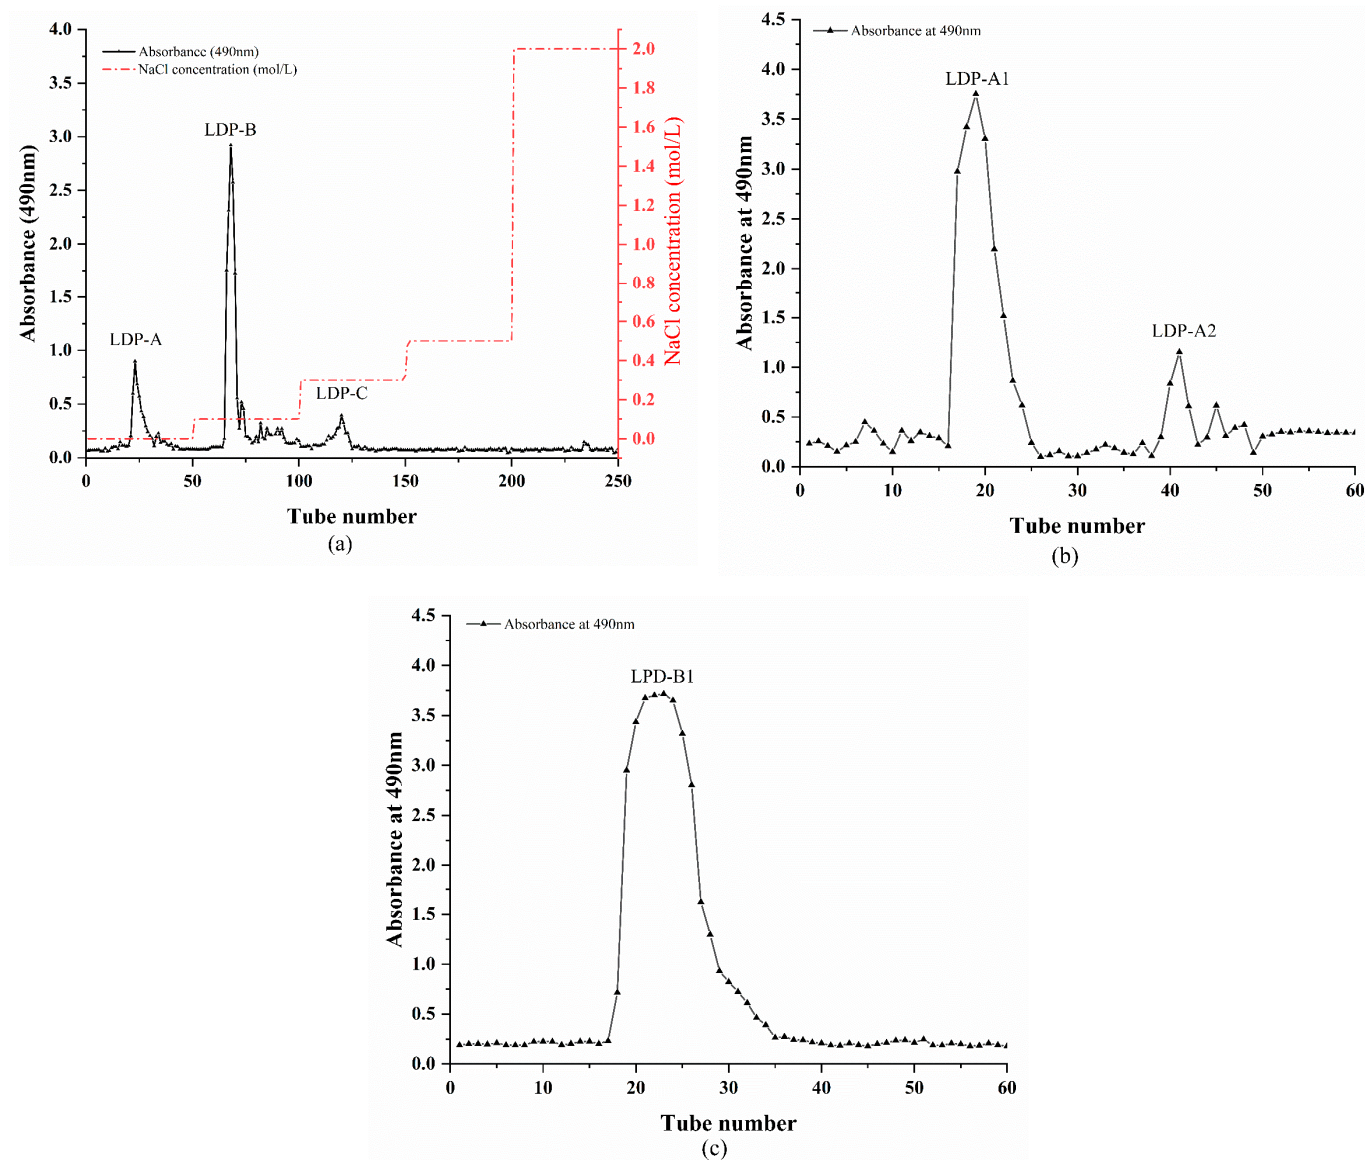 Absorbance (490nm)
NaCl concentration (mol/L)
LDP-A
LDP-B
LDP-C
4.0
3.5
3.0
2.5
2.0
1.5
1.0
0.5
0.0
Absorbance (490nm)
2.0
1.8
1.6
1.4
1.2
1.0
0.8
0.6
0.4
0.3
0.2
0.1
0.0
NaCl concentration (mol/L)
0 50 100 150 200 250
Tube number
(a)
Absorbance at 490nm
LDP-A1
LDP-A2
4.5
4.0
3.5
3.0
2.5
2.0
1.5
1.0
0.5
0.0
Absorbance at 490nm
0 10 20 30 40 50 60
Tube number
(b)
Absorbance at 490nm
LPD-B1
4.5
4.0
3.5
3.0
2.5
2.0
1.5
1.0
0.5
0.0
Absorbance at 490nm
0 10 20 30 40 50 60
Tube number
(c)